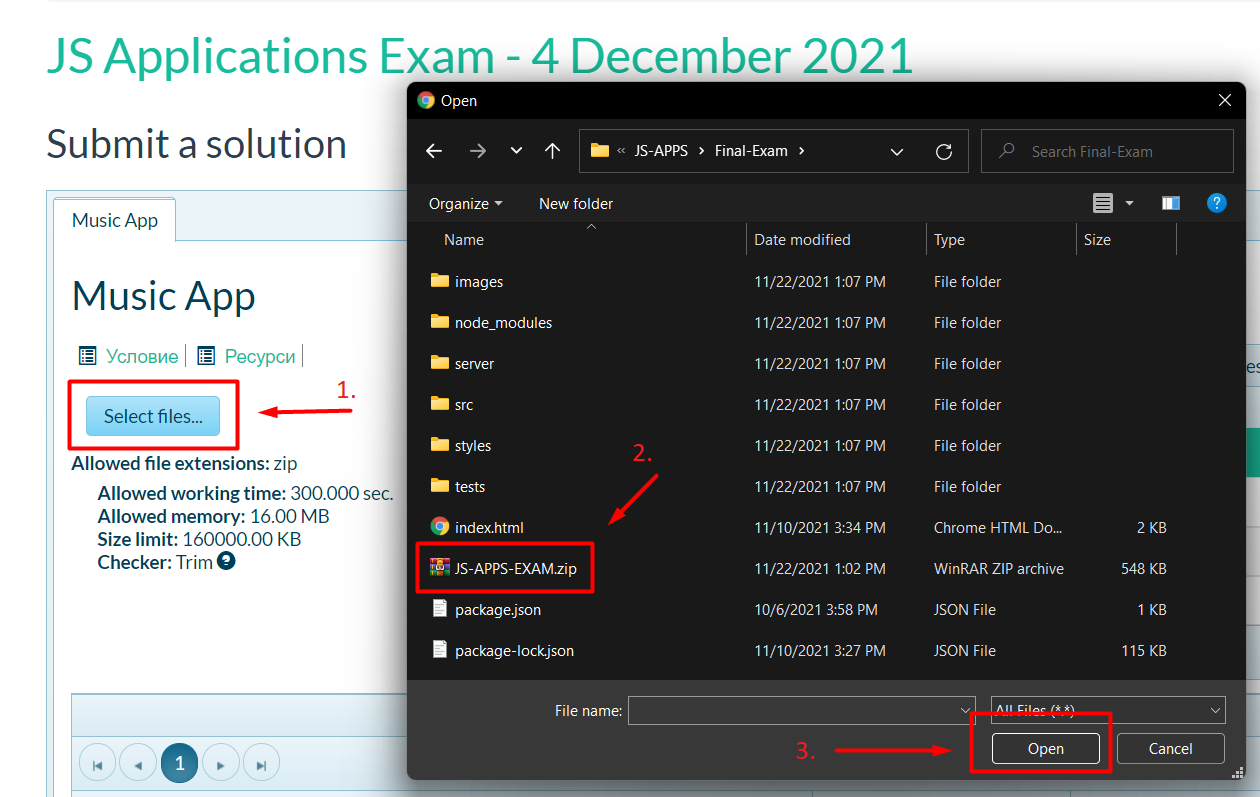 JS Applications Exam - 4 December 2021
Submit a solution
Music App
Music App
Условие
Ресурси
1.
Select files...
Allowed file extensions: zip
Allowed working time: 300.000 sec.
Allowed memory: 16.00 MB
Size limit: 160000.00 KB
Checker: Trim ?
1
Open
« JS-APPS > Final-Exam >
Search Final-Exam
Organize
New folder
?
Name Date modified Type Size
images 11/22/2021 1:07 PM File folder
node_modules 11/22/2021 1:07 PM File folder
server 11/22/2021 1:07 PM File folder
src 11/22/2021 1:07 PM File folder
styles 11/22/2021 1:07 PM File folder
2.
tests 11/22/2021 1:07 PM File folder
index.html 11/10/2021 3:34 PM Chrome HTML Do... 2 KB
JS-APPS-EXAM.zip 11/22/2021 1:02 PM WinRAR ZIP archive 548 KB
package.json 10/6/2021 3:58 PM JSON File 1 KB
package-lock.json 11/10/2021 3:27 PM JSON File 115 KB
File name:
All Files (*.*)
3.
Open
Cancel